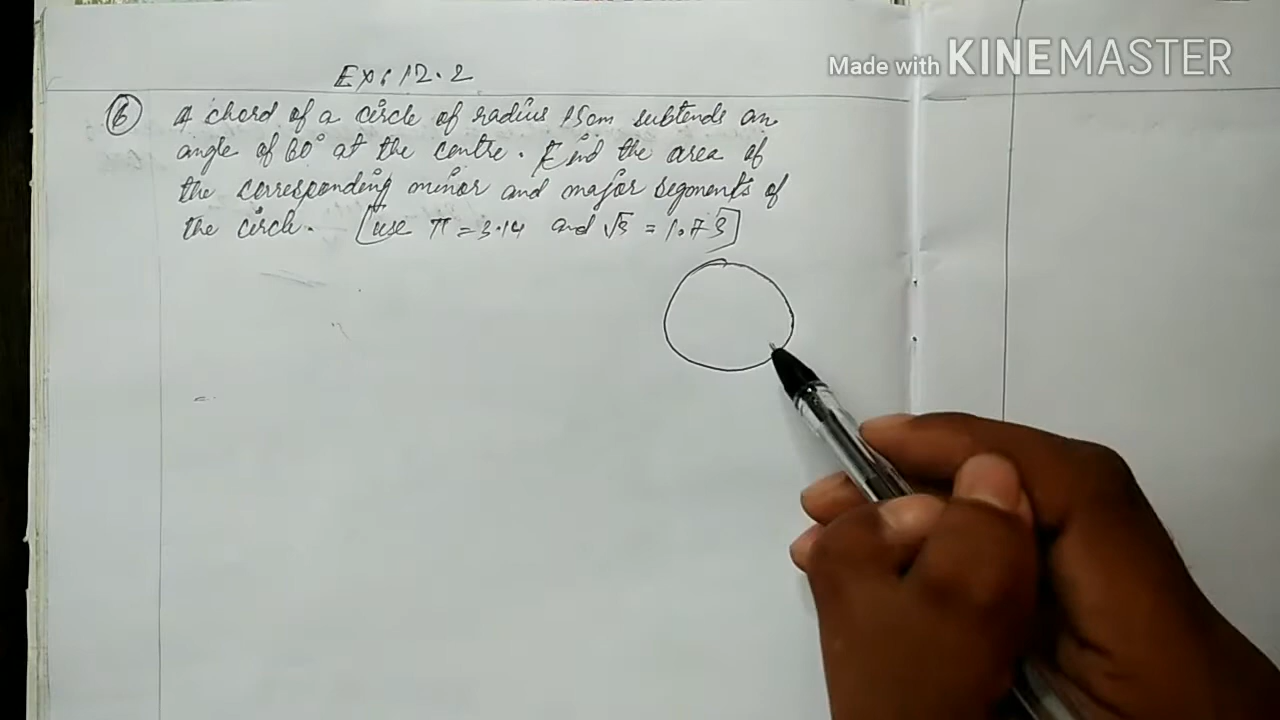 Made with KINEMASTER
Ex: 12.2
⑥ A chord of a circle of radius 15cm subtends an
angle of 60° at the centre. Find the area of
the corresponding minor and major segments of
the circle. [use π = 3.14 and √3 = 1.73]